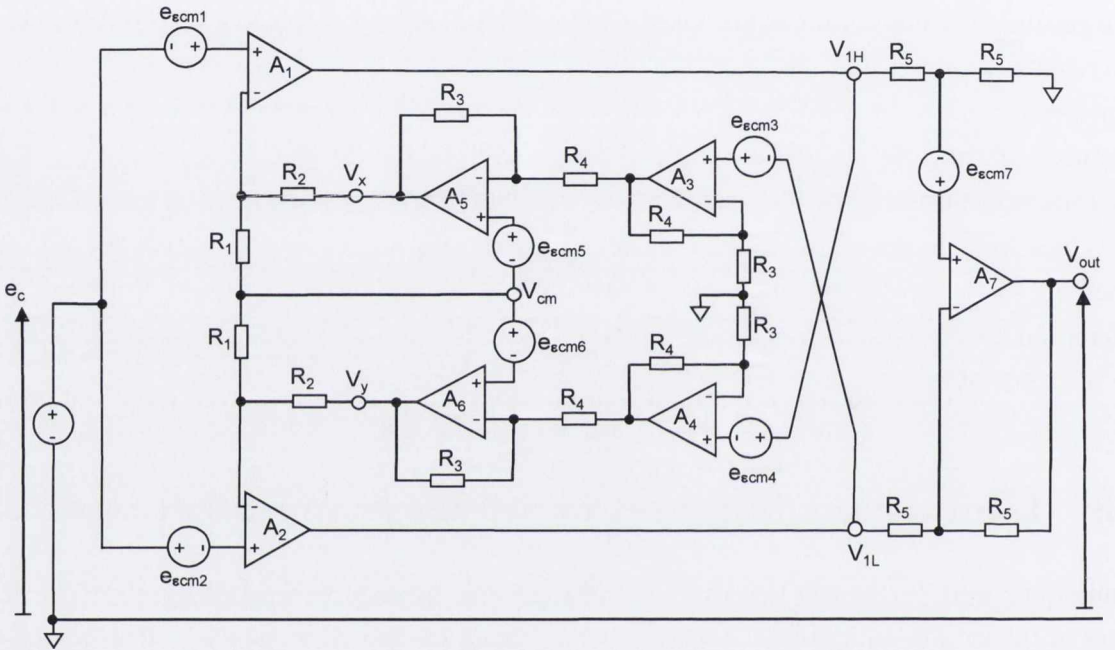 eεcm1
+
-
+
A1
-
V1H
R5
R5
R3
eεcm3
+
-
R4
R2
Vx
A5
-
+
A3
+
-
-
+
eεcm7
R4
R1
+
-
eεcm5
R3
+
A7
-
Vout
ec
Vcm
R1
+
-
eεcm6
R3
R4
R2
Vy
A6
+
-
R4
A4
-
+
-
+
eεcm4
+
-
R3
A2
-
+
+
-
eεcm2
R5
R5
V1L